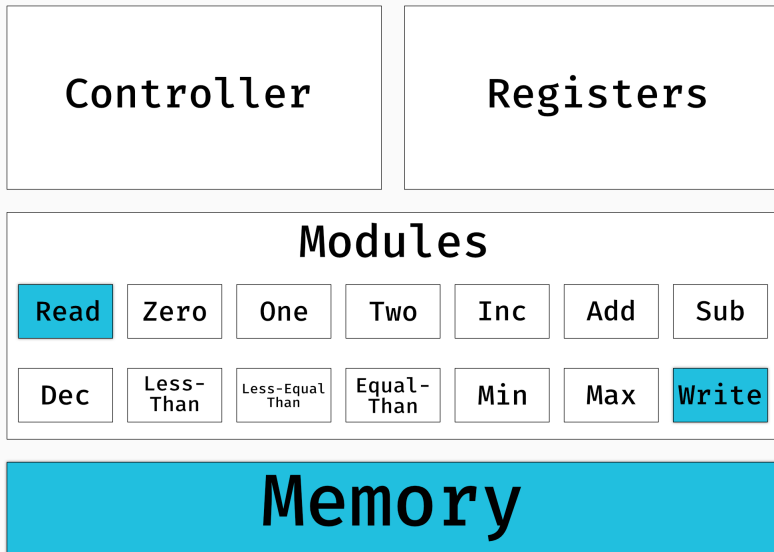 Controller
Registers
Modules
Read
Zero
One
Two
Inc
Add
Sub
Dec
Less-
Than
Less-Equal
Than
Equal-
Than
Min
Max
Write
Memory